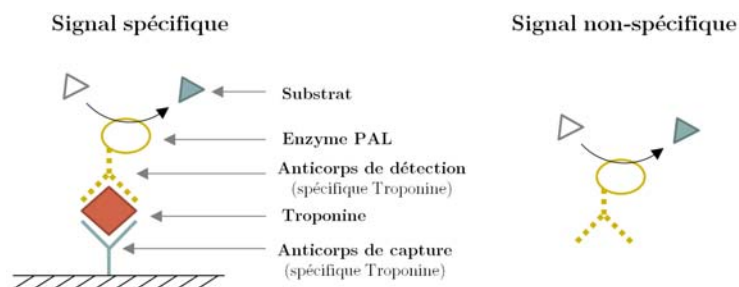 Signal spécifique
Signal non-spécifique
Substrat
Enzyme PAL
Anticorps de détection
(spécifique Troponine)
Troponine
Anticorps de capture
(spécifique Troponine)